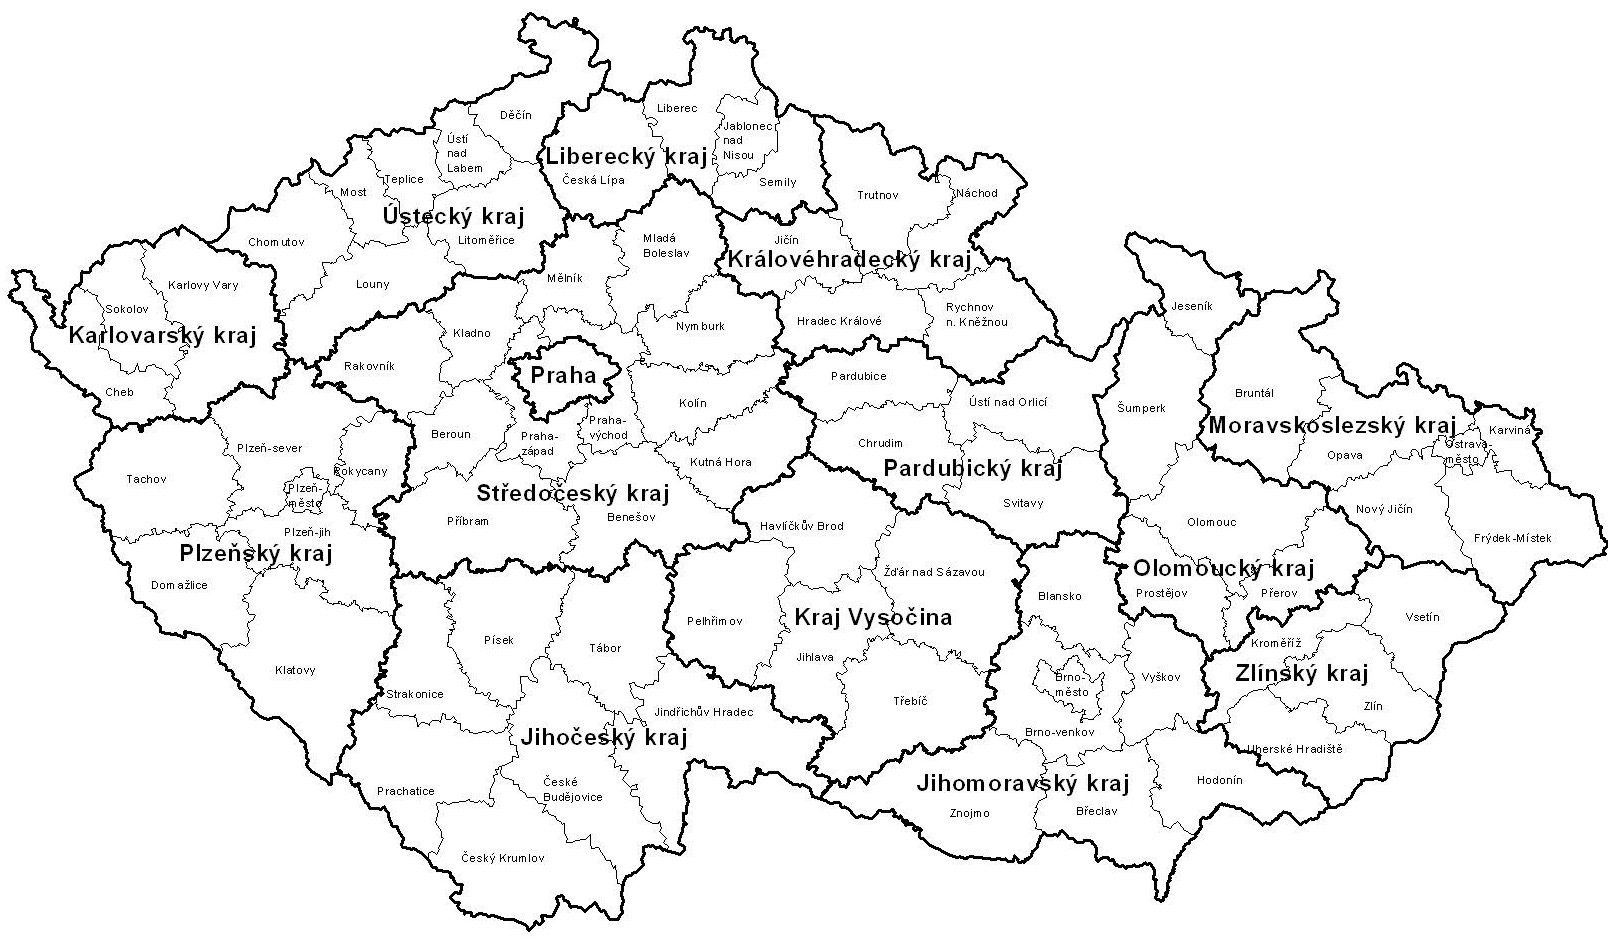 Děčín
Liberec
Jablonec
nad
Nisou
Ústí
nad
Labem
Liberecký kraj
Česká Lípa
Semily
Teplice
Most
Trutnov
Náchod
Ústecký kraj
Chomutov
Litoměřice
Mladá
Boleslav
Jičín
Královéhradecký kraj
Louny
Mělník
Karlovy Vary
Sokolov
Karlovarský kraj
Cheb
Kladno
Nymburk
Hradec Králové
Rychnov
n. Kněžnou
Jeseník
Rakovník
Praha
Pardubice
Kolín
Ústí nad Orlicí
Šumperk
Bruntál
Moravskoslezský kraj
Karviná
Ostrava-
město
Opava
Beroun
Praha-
západ
Praha-
východ
Kutná Hora
Chrudim
Pardubický kraj
Svitavy
Plzeň-sever
Rokycany
Tachov
Plzeň-
město
Plzeň-jih
Plzeňský kraj
Domažlice
Klatovy
Středočeský kraj
Příbram
Benešov
Havlíčkův Brod
Žďár nad Sázavou
Olomouc
Nový Jičín
Frýdek-Místek
Olomoucký kraj
Prostějov
Přerov
Blansko
Kraj Vysočina
Pelhřimov
Jihlava
Třebíč
Písek
Tábor
Strakonice
Jindřichův Hradec
Jihočeský kraj
Prachatice
České
Budějovice
Český Krumlov
Vsetín
Kroměříž
Zlínský kraj
Zlín
Uherské Hradiště
Vyškov
Brno-
město
Brno-venkov
Jihomoravský kraj
Znojmo
Břeclav
Hodonín